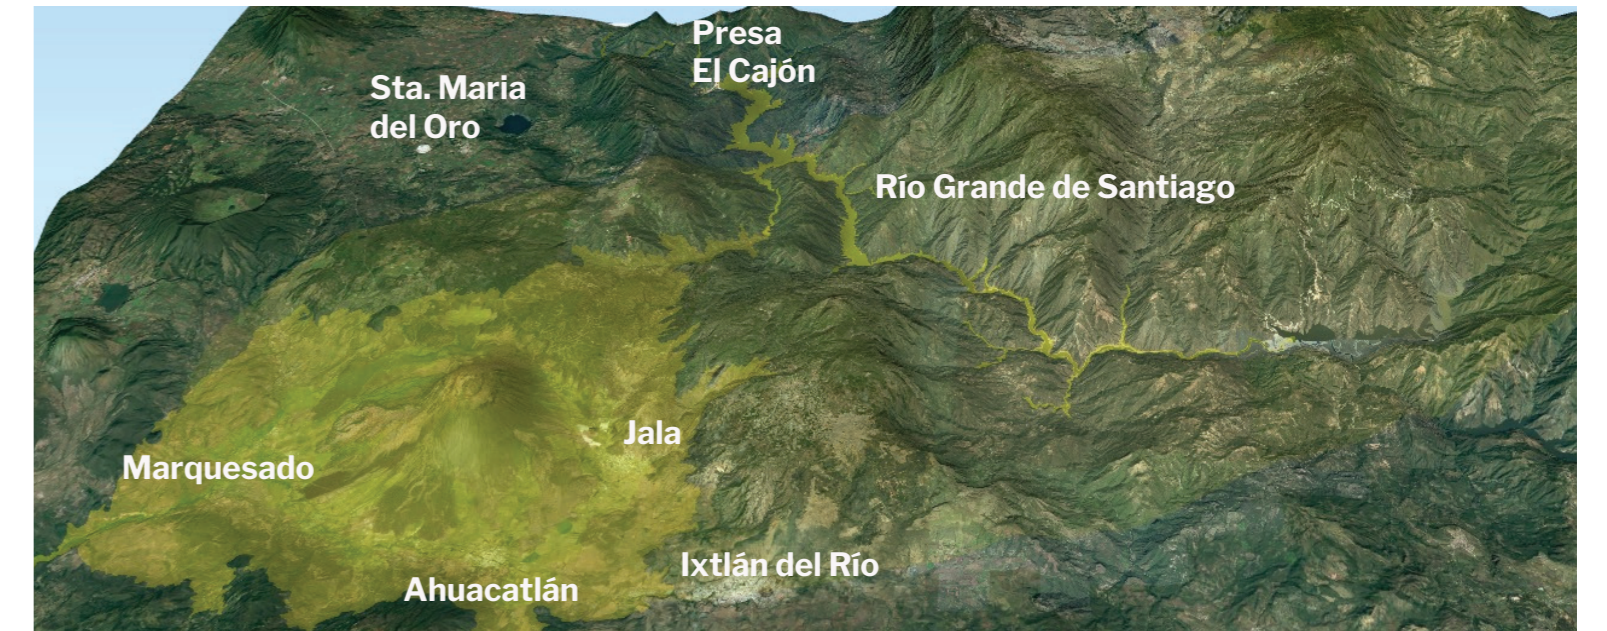 Presa
El Cajón
Sta. Maria
del Oro
Río Grande de Santiago
Jala
Marquesado
Ixtlán del Río
Ahuacatlán